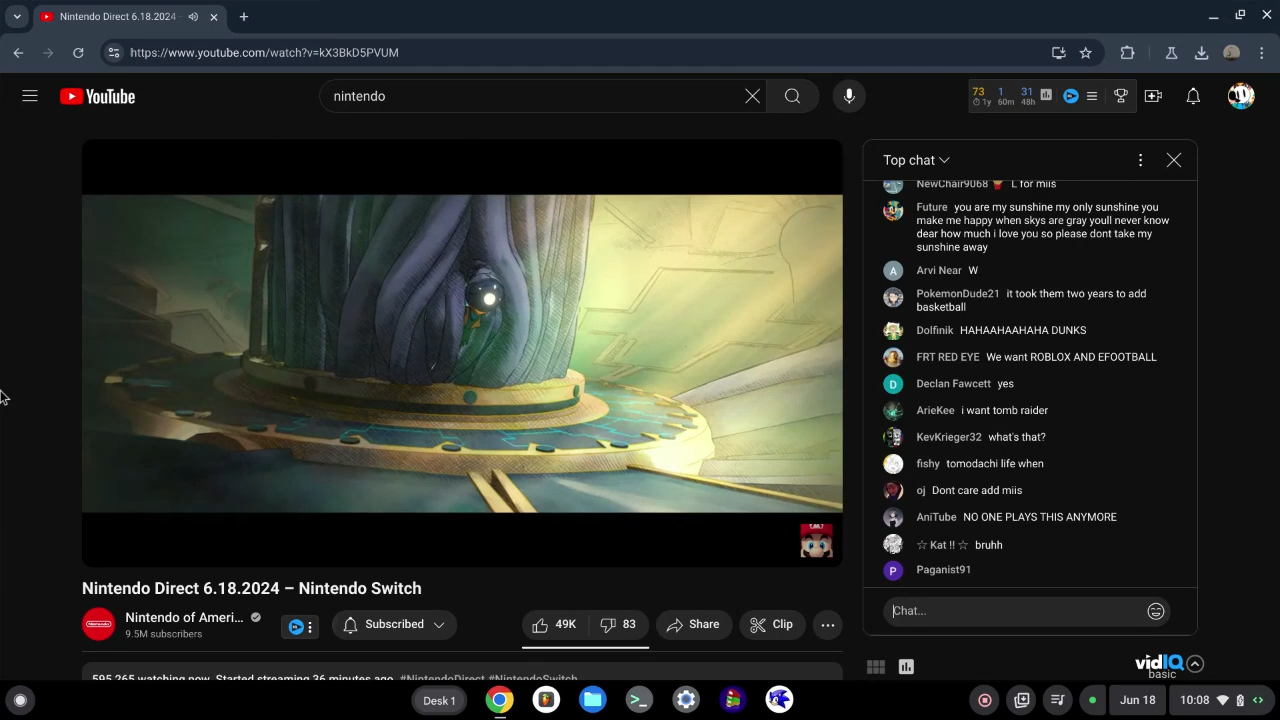 Nintendo Direct 6.18.2024
https://www.youtube.com/watch?v=kX3BkD5PVUM
YouTube
nintendo
73 1 31
1y 60m 48h
Top chat
NewChair9068 L for miis
Future you are my sunshine my only sunshine you
make me happy when skys are gray youll never know
dear how much i love you so please dont take my
sunshine away
A Arvi Near W
PokemonDude21 it took them two years to add
basketball
Dolfinik HAHAAHAAHAHA DUNKS
FRT RED EYE We want ROBLOX AND EFOOTBALL
D Declan Fawcett yes
ArieKee i want tomb raider
KevKrieger32 what's that?
fishy tomodachi life when
oj Dont care add miis
AniTube NO ONE PLAYS THIS ANYMORE
☆ Kat !! ☆ bruhh
P Paganist91
Chat...
Nintendo Direct 6.18.2024 – Nintendo Switch
Nintendo of Ameri...
9.5M subscribers
Subscribed
49K
83
Share
Clip
595,265 watching now Started streaming 36 minutes ago #NintendoDirect #NintendoSwitch
vidIQ
basic
Desk 1
Jun 18
10:08